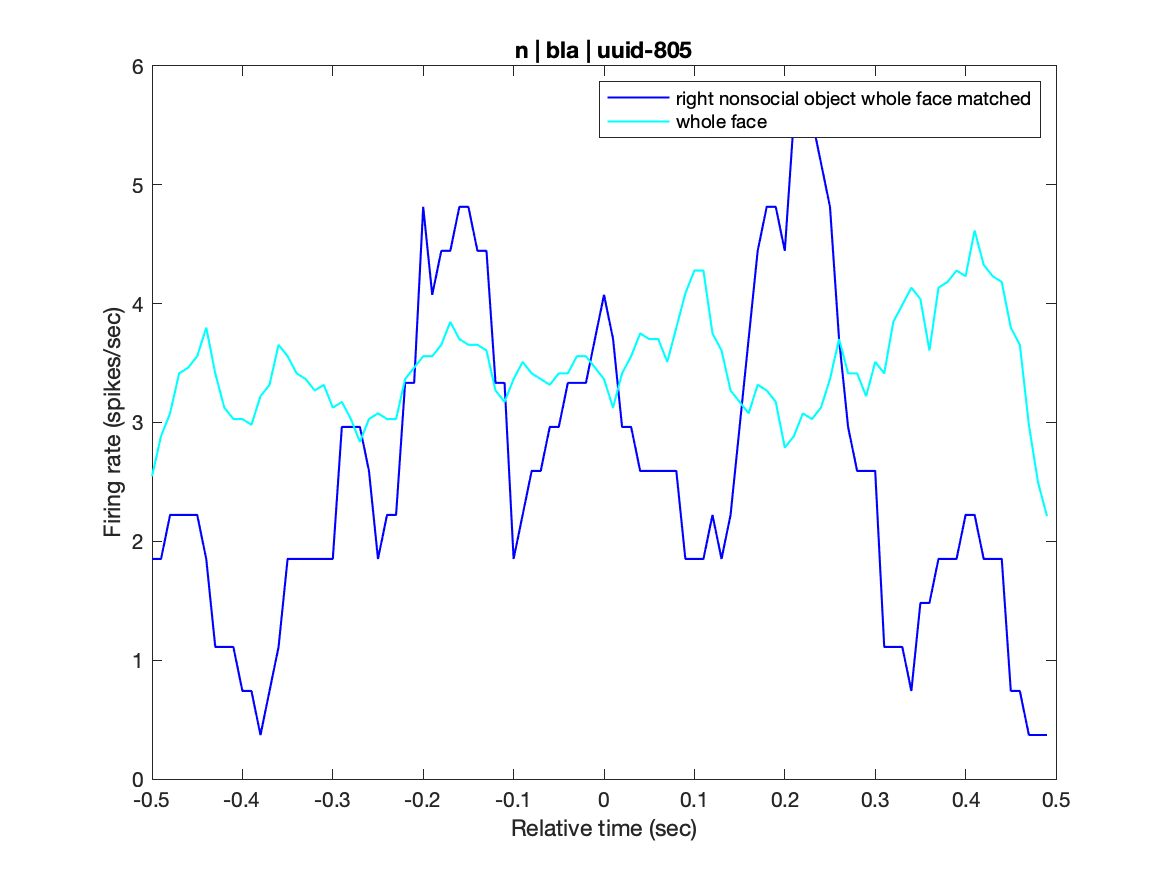 n | bla | uuid-805
right nonsocial object whole face matched
whole face
6
5
4
3
2
1
0
Firing rate (spikes/sec)
-0.5 -0.4 -0.3 -0.2 -0.1 0 0.1 0.2 0.3 0.4 0.5
Relative time (sec)